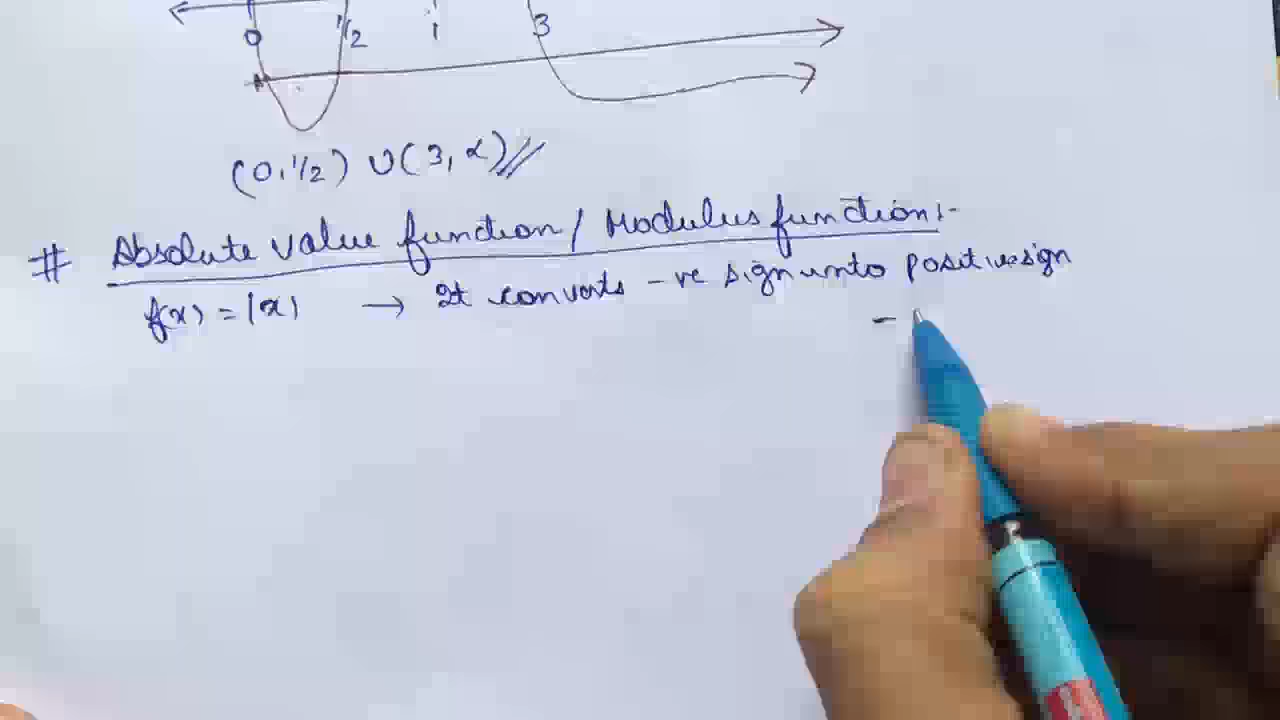 0 1/2 1 3
(0,1/2) ∪ (3, ∝)//
# Absolute value function / Modulus function:-
f(x) = |x| → It converts -ve sign into positive sign
-